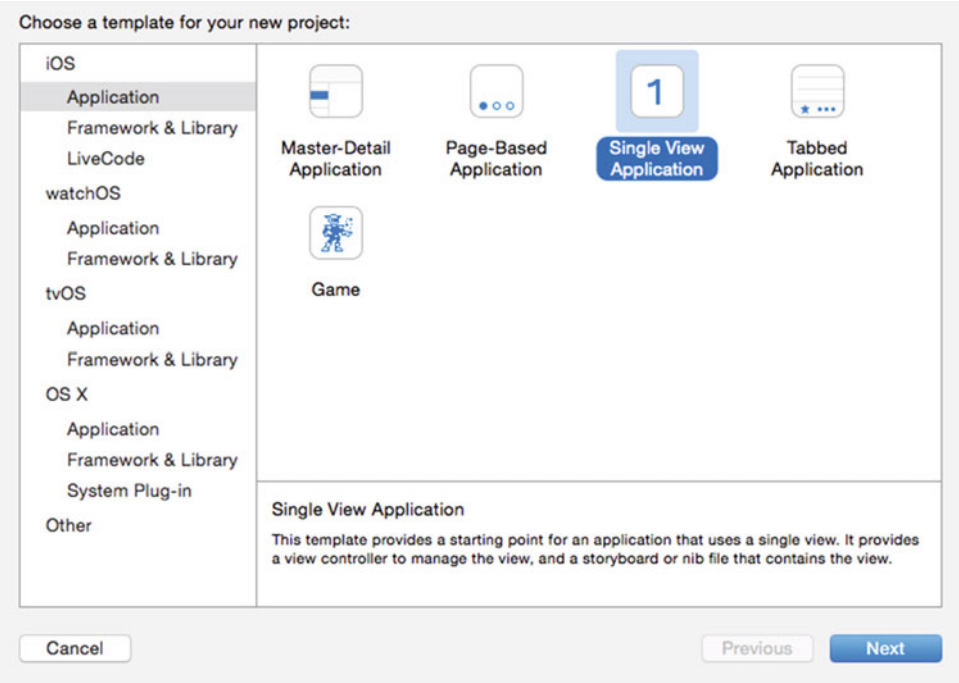 Choose a template for your new project:
iOS
Application
Framework & Library
LiveCode
watchOS
Application
Framework & Library
tvOS
Application
Framework & Library
OS X
Application
Framework & Library
System Plug-in
Other
1
Master-Detail
Application
Page-Based
Application
Single View
Application
Tabbed
Application
Game
Single View Application
This template provides a starting point for an application that uses a single view. It provides
a view controller to manage the view, and a storyboard or nib file that contains the view.
Cancel
Previous
Next